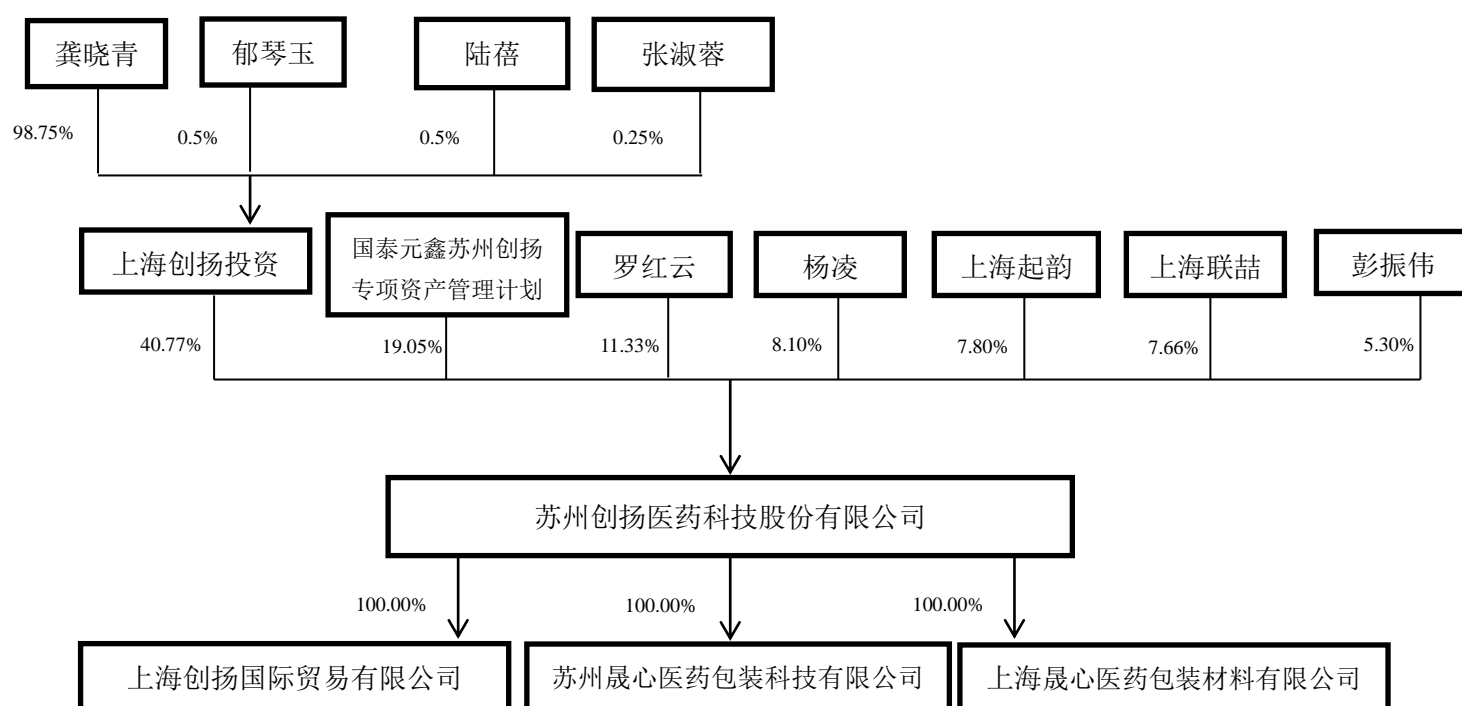 龚晓青
郁琴玉
陆蓓
张淑蓉
98.75%
0.5%
0.5%
0.25%
上海创扬投资
国泰元鑫苏州创扬
专项资产管理计划
罗红云
杨凌
上海起韵
上海联喆
彭振伟
40.77%
19.05%
11.33%
8.10%
7.80%
7.66%
5.30%
苏州创扬医药科技股份有限公司
100.00%
100.00%
100.00%
上海创扬国际贸易有限公司
苏州晟心医药包装科技有限公司
上海晟心医药包装材料有限公司